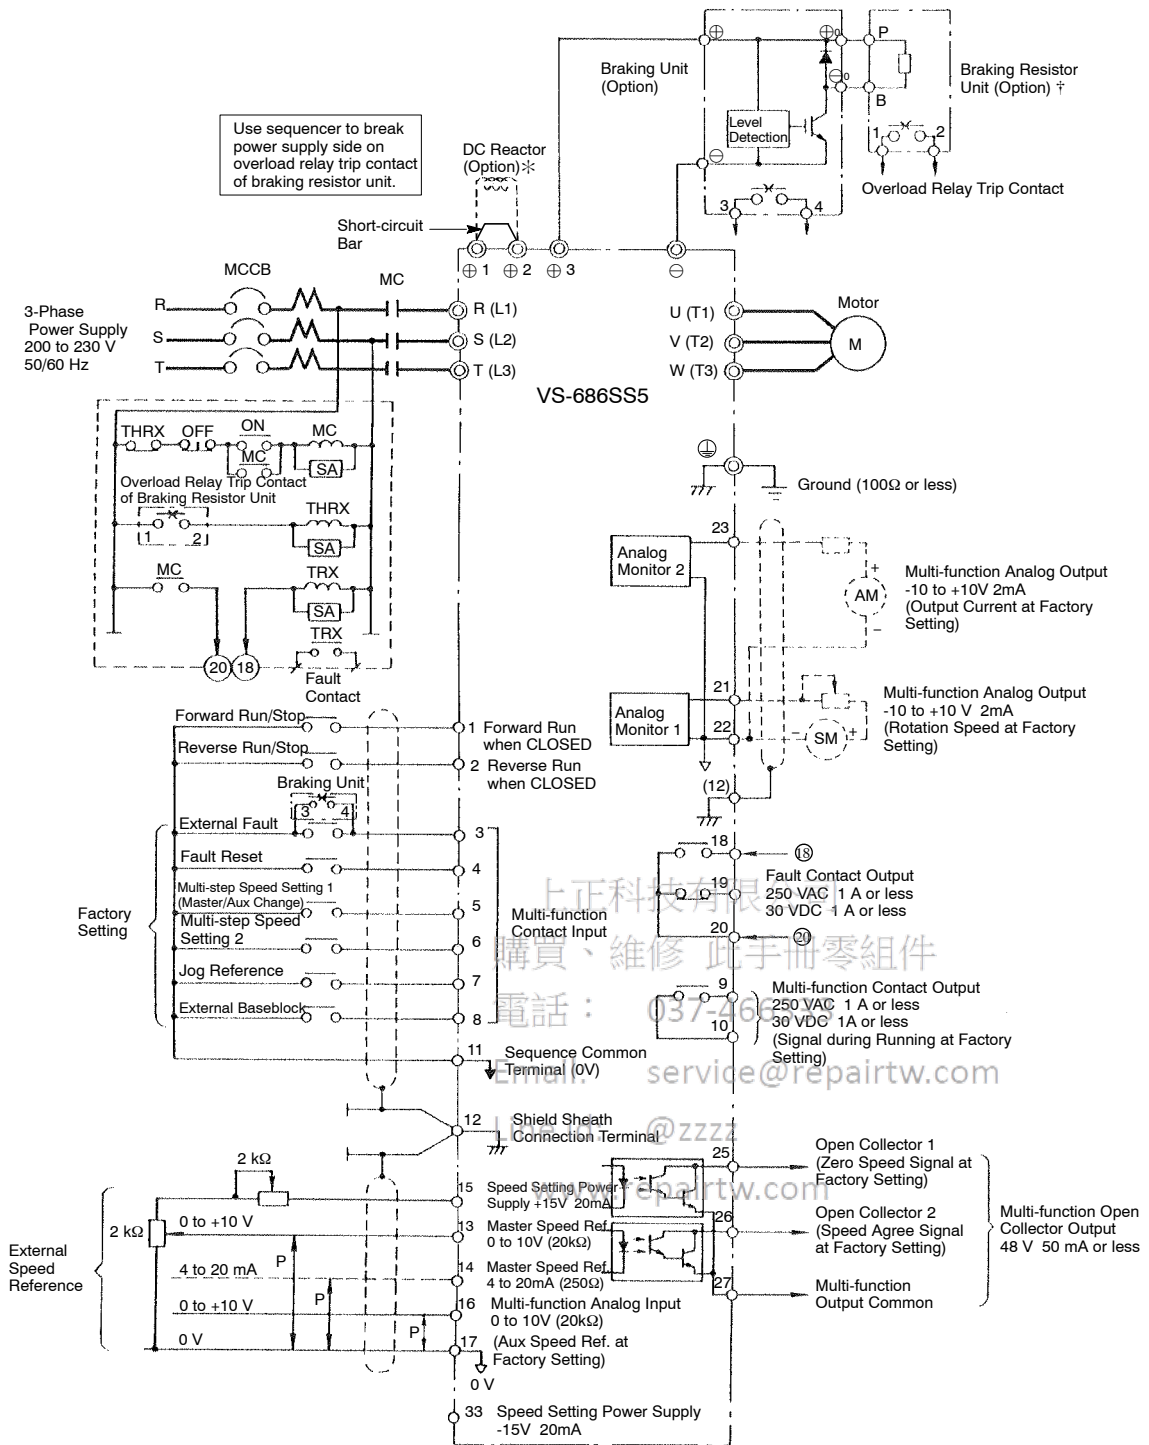 Braking Unit
(Option)
⊕
⊕0
P
⊖0
B
Braking Resistor
Unit (Option) †
Level
Detection
⊖
1
2
3
4
Overload Relay Trip Contact
Use sequencer to break
power supply side on
overload relay trip contact
of braking resistor unit.
DC Reactor
(Option)*
Short-circuit
Bar
⊕ 1
⊕ 2
⊕ 3
⊖
MCCB
MC
3-Phase
Power Supply
200 to 230 V
50/60 Hz
R
S
T
R (L1)
S (L2)
T (L3)
U (T1)
V (T2)
W (T3)
Motor
M
VS-686SS5
THRX
OFF
ON
MC
MC
SA
Overload Relay Trip Contact
of Braking Resistor Unit
1
2
THRX
SA
MC
TRX
SA
TRX
20
18
Fault
Contact
Ground (100Ω or less)
23
Analog
Monitor 2
+
AM
−
Multi-function Analog Output
-10 to +10V 2mA
(Output Current at Factory
Setting)
21
Analog
Monitor 1
22
−
SM
+
Multi-function Analog Output
-10 to +10 V 2mA
(Rotation Speed at Factory
Setting)
(12)
Forward Run/Stop
1 Forward Run
when CLOSED
Reverse Run/Stop
2 Reverse Run
when CLOSED
Braking Unit
3
4
Factory
Setting
External Fault
3
Fault Reset
4
Multi-step Speed Setting 1
(Master/Aux Change)
5
Multi-step Speed
Setting 2
6
Jog Reference
7
External Baseblock
8
Multi-function
Contact Input
11 Sequence Common
Terminal (0V)
12 Shield Sheath
Connection Terminal
18
⑱
19
Fault Contact Output
250 VAC 1 A or less
30 VDC 1 A or less
20
⑳
9
10
Multi-function Contact Output
250 VAC 1 A or less
30 VDC 1A or less
(Signal during Running at Factory
Setting)
上正科技有限公司
購買、維修 此手冊零組件
電話： 037-466333
Email: service@repairtw.com
Line id: @zzzz
www.repairtw.com
External
Speed
Reference
2 kΩ
2 kΩ
15 Speed Setting Power
Supply +15V 20mA
0 to +10 V
13 Master Speed Ref.
0 to 10V (20kΩ)
P
4 to 20 mA
14 Master Speed Ref.
4 to 20mA (250Ω)
P
0 to +10 V
16 Multi-function Analog Input
0 to 10V (20kΩ)
P
0 V
17 (Aux Speed Ref. at
Factory Setting)
0 V
33 Speed Setting Power Supply
-15V 20mA
25
Open Collector 1
(Zero Speed Signal at
Factory Setting)
26
Open Collector 2
(Speed Agree Signal
at Factory Setting)
27
Multi-function
Output Common
Multi-function Open
Collector Output
48 V 50 mA or less